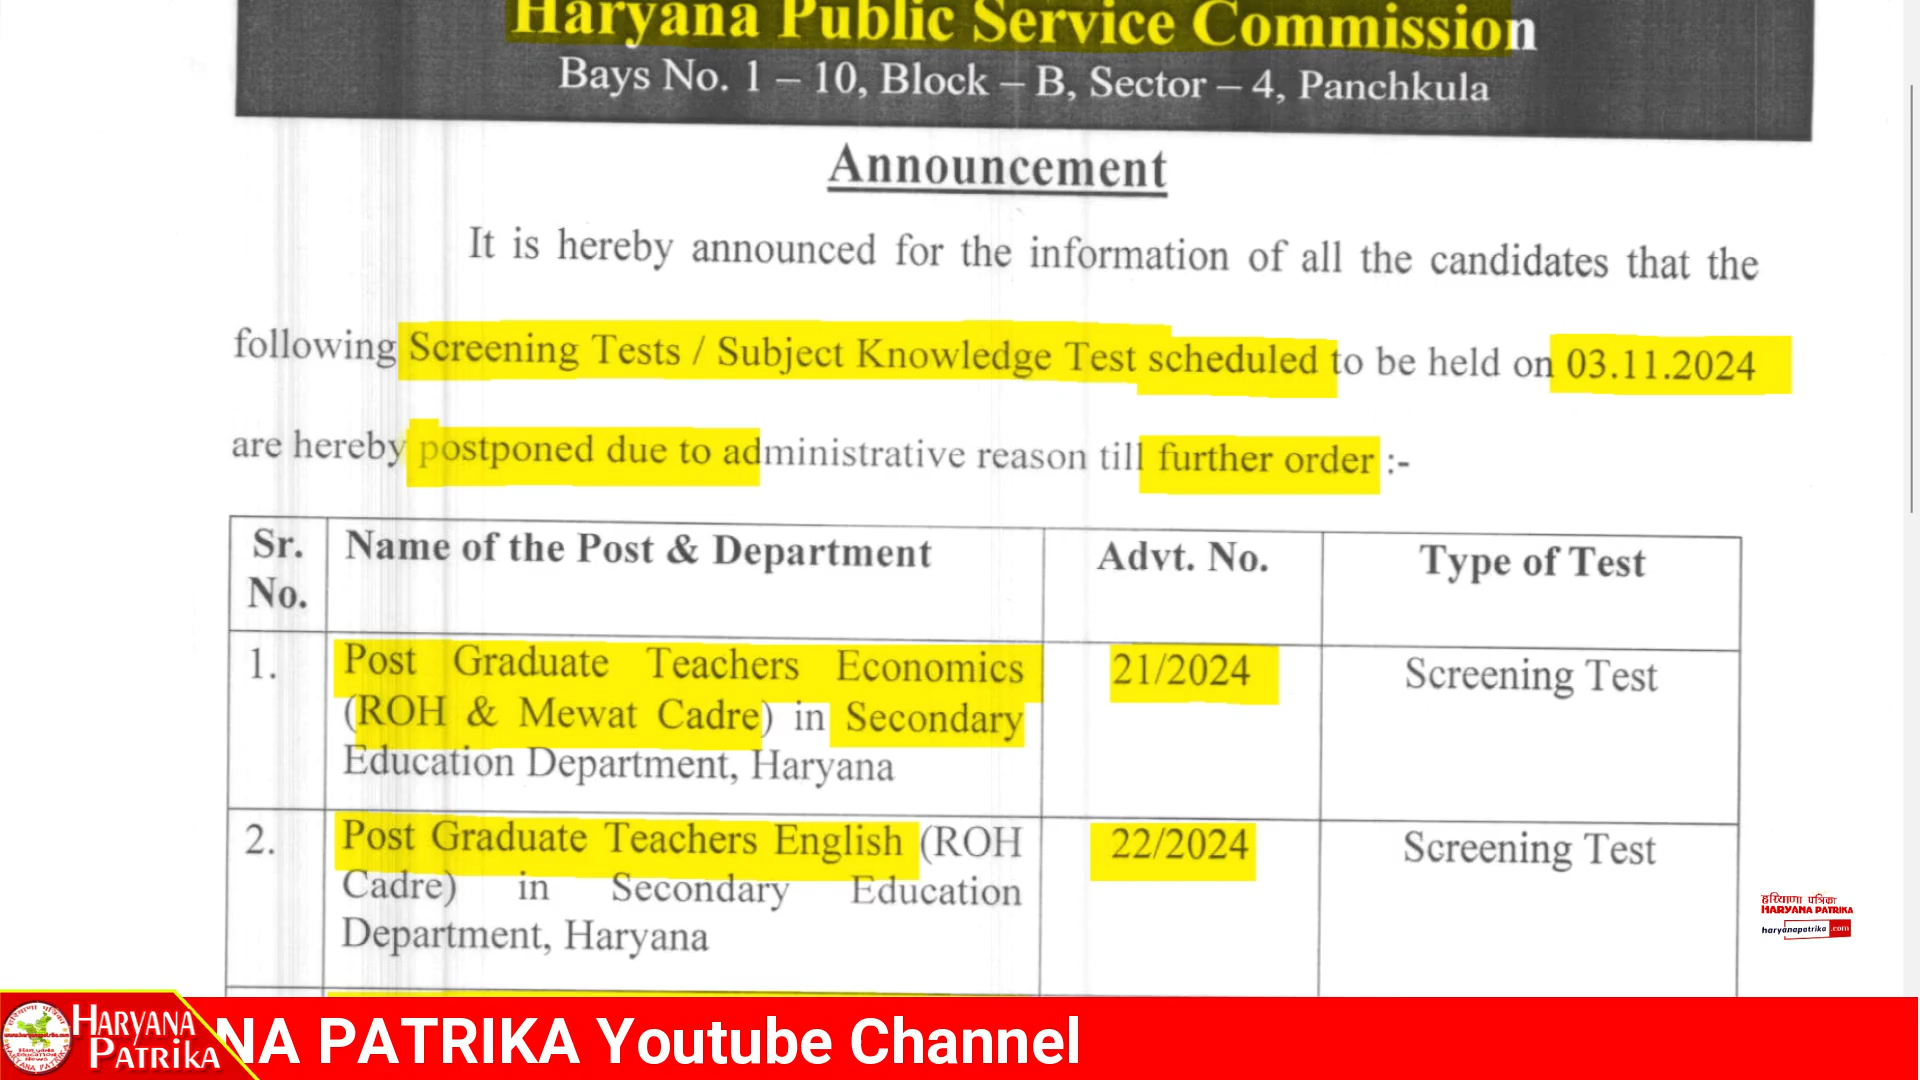 Haryana Public Service Commission
Bays No. 1 – 10, Block – B, Sector – 4, Panchkula
Announcement
It is hereby announced for the information of all the candidates that the
following Screening Tests / Subject Knowledge Test scheduled to be held on 03.11.2024
are hereby postponed due to administrative reason till further order :-
Sr. No. Name of the Post & Department Advt. No. Type of Test
1. Post Graduate Teachers Economics 21/2024 Screening Test
(ROH & Mewat Cadre) in Secondary
Education Department, Haryana
2. Post Graduate Teachers English (ROH 22/2024 Screening Test
Cadre) in Secondary Education
Department, Haryana
हरियाणा पत्रिका
HARYANA PATRIKA
haryanapatrika.com
HARYANA
PATRIKA
NA PATRIKA Youtube Channel